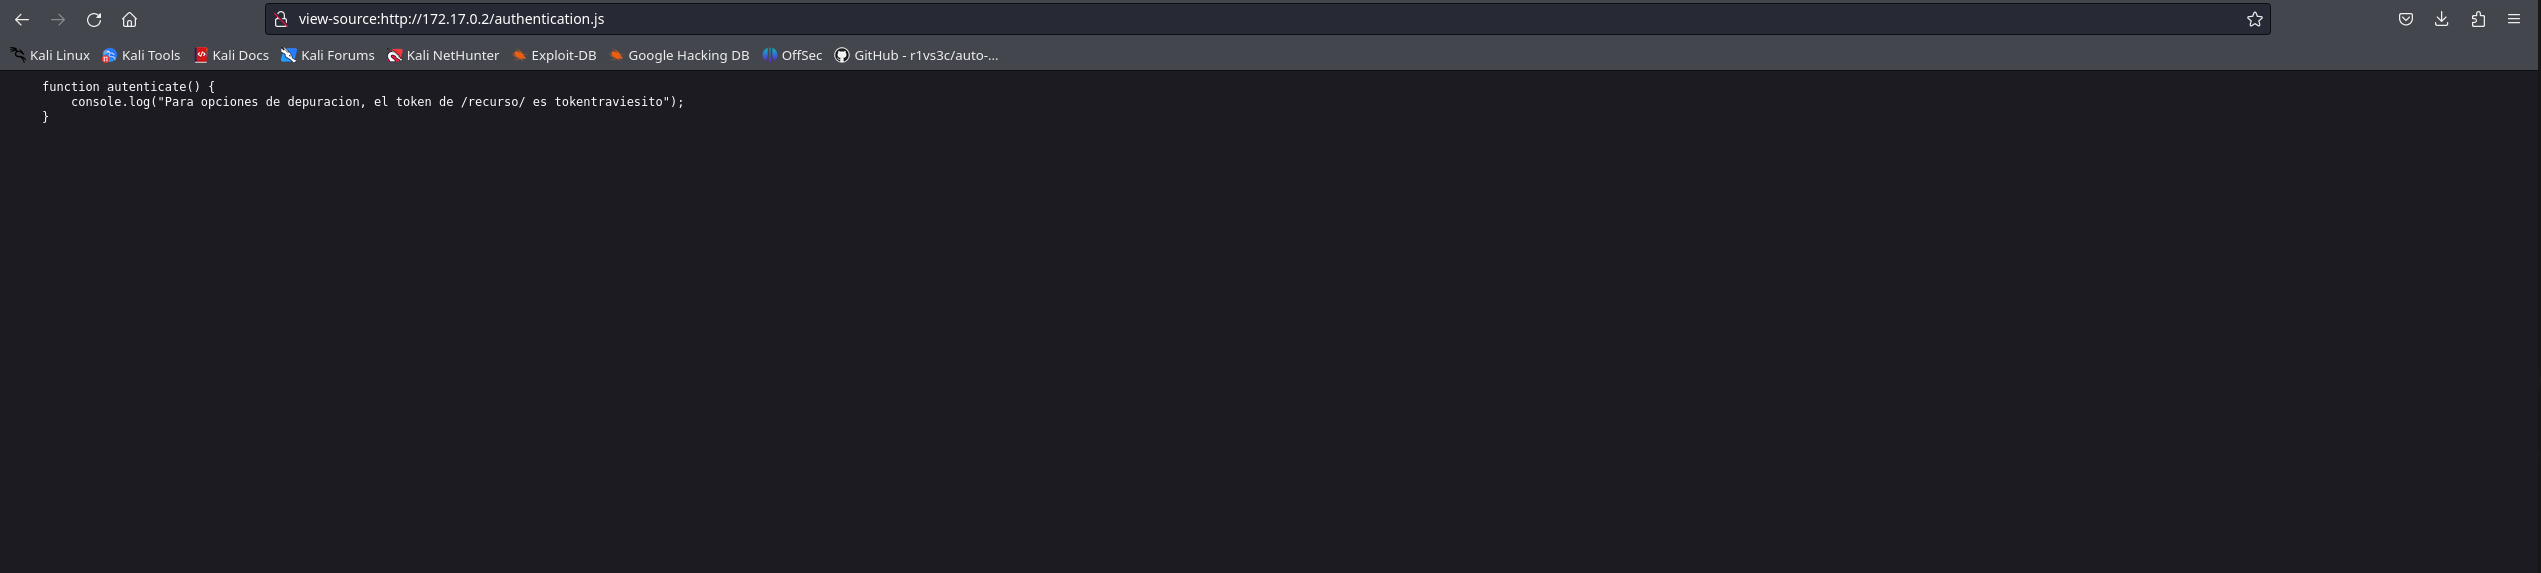 view-source:http://172.17.0.2/authentication.js
Kali Linux Kali Tools Kali Docs Kali Forums Kali NetHunter Exploit-DB Google Hacking DB OffSec GitHub - r1vs3c/auto-...
function autenticate() {
    console.log("Para opciones de depuracion, el token de /recurso/ es tokentraviesito");
}